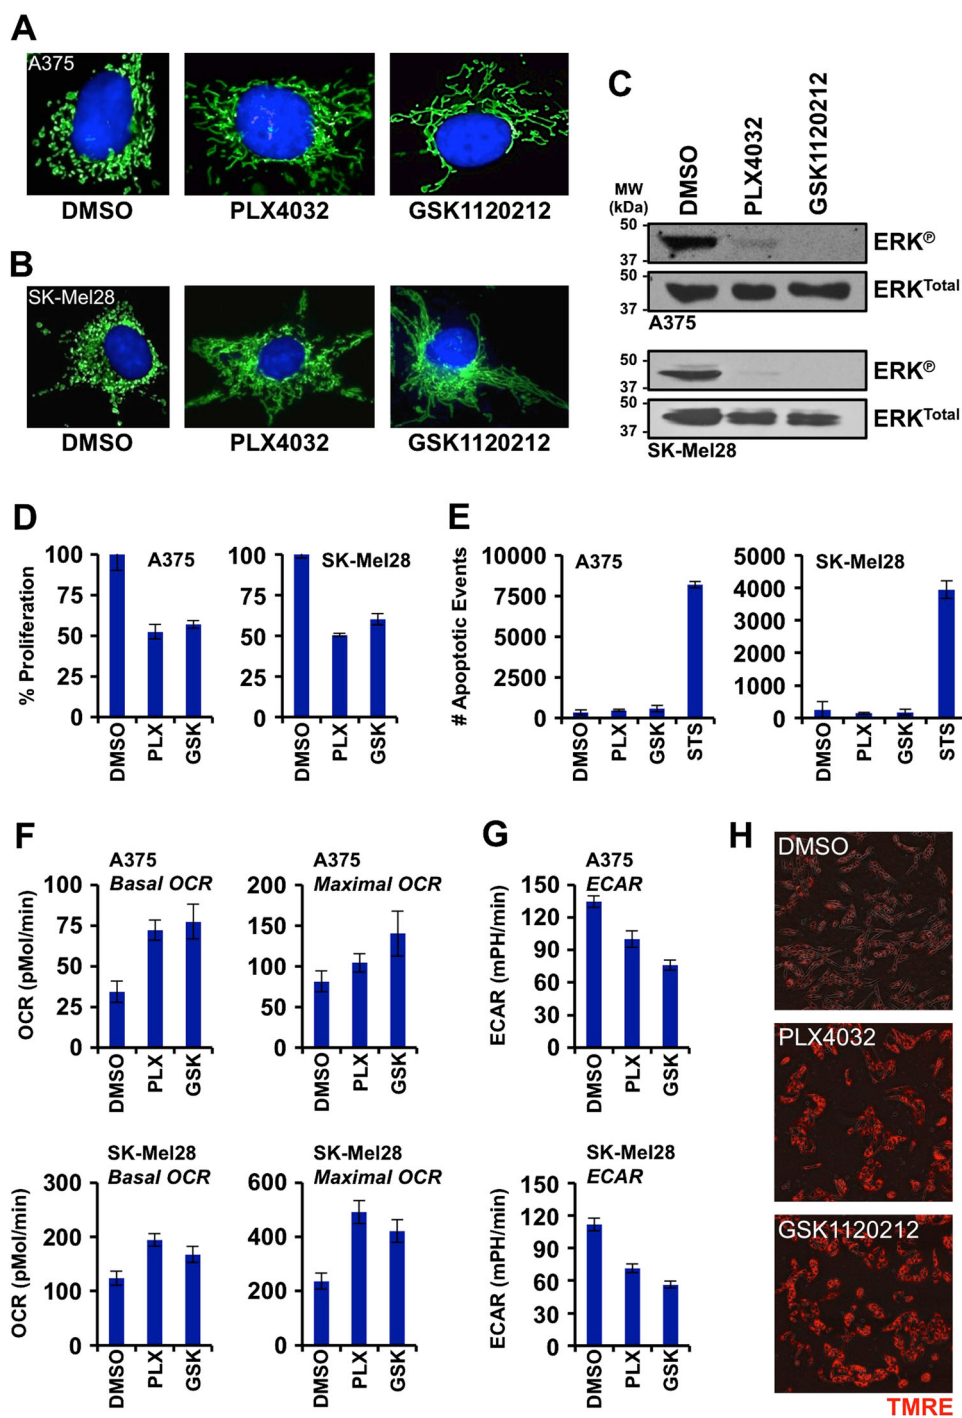 A
A375
DMSO
PLX4032
GSK1120212
B
SK-Mel28
DMSO
PLX4032
GSK1120212
C
MW
(kDa)
DMSO
PLX4032
GSK1120212
50
37
ERK℗
50
37
ERKTotal
A375
50
37
ERK℗
50
37
ERKTotal
SK-Mel28
D
% Proliferation
100
75
50
25
0
A375
DMSO
PLX
GSK
100
75
50
25
0
SK-Mel28
DMSO
PLX
GSK
E
# Apoptotic Events
10000
7500
5000
2500
0
A375
DMSO
PLX
GSK
STS
5000
4000
3000
2000
1000
0
SK-Mel28
DMSO
PLX
GSK
STS
F
A375
Basal OCR
OCR (pMol/min)
100
75
50
25
0
DMSO
PLX
GSK
A375
Maximal OCR
200
150
100
50
0
DMSO
PLX
GSK
SK-Mel28
Basal OCR
OCR (pMol/min)
300
200
100
0
DMSO
PLX
GSK
SK-Mel28
Maximal OCR
600
400
200
0
DMSO
PLX
GSK
G
A375
ECAR
ECAR (mPH/min)
150
120
90
60
30
0
DMSO
PLX
GSK
SK-Mel28
ECAR
ECAR (mPH/min)
150
120
90
60
30
0
DMSO
PLX
GSK
H
DMSO
PLX4032
GSK1120212
TMRE